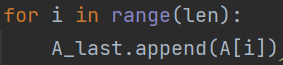 for i in range(len):
    A_last.append(A[i])